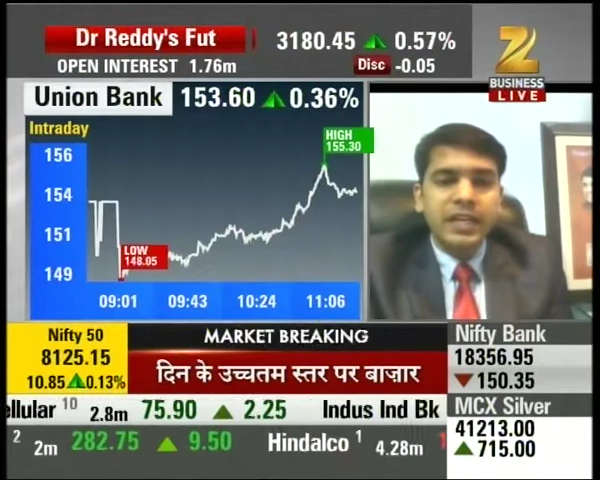 Dr Reddy's Fut 3180.45 0.57%
OPEN INTEREST 1.76m Disc -0.05
Z
BUSINESS
LIVE
Union Bank 153.60 0.36%
Intraday
156
154
151
149
HIGH
155.30
LOW
148.05
09:01 09:43 10:24 11:06
Nifty 50
8125.15
10.85 0.13%
MARKET BREAKING
दिन के उच्चतम स्तर पर बाज़ार
Nifty Bank
18356.95
150.35
ellular 10 2.8m 75.90 2.25 Indus Ind Bk
2 2m 282.75 9.50 Hindalco 1 4.28m
MCX Silver
41213.00
715.00